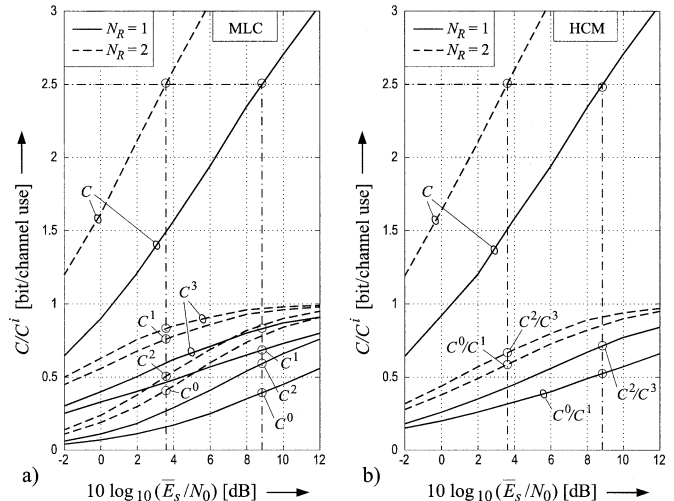 N_R = 1
N_R = 2
MLC
3
2.5
2
1.5
1
0.5
0
C/C^i [bit/channel use]
C
C^3
C^1
C^2
C^0
C^1
C^2
C^0
-2 0 2 4 6 8 10 12
10 log_10 (E̅_s /N_0) [dB]
a)
N_R = 1
N_R = 2
HCM
3
2.5
2
1.5
1
0.5
0
C/C^i [bit/channel use]
C
C^2/C^3
C^0/C^1
C^2/C^3
C^0/C^1
-2 0 2 4 6 8 10 12
10 log_10 (E̅_s /N_0) [dB]
b)